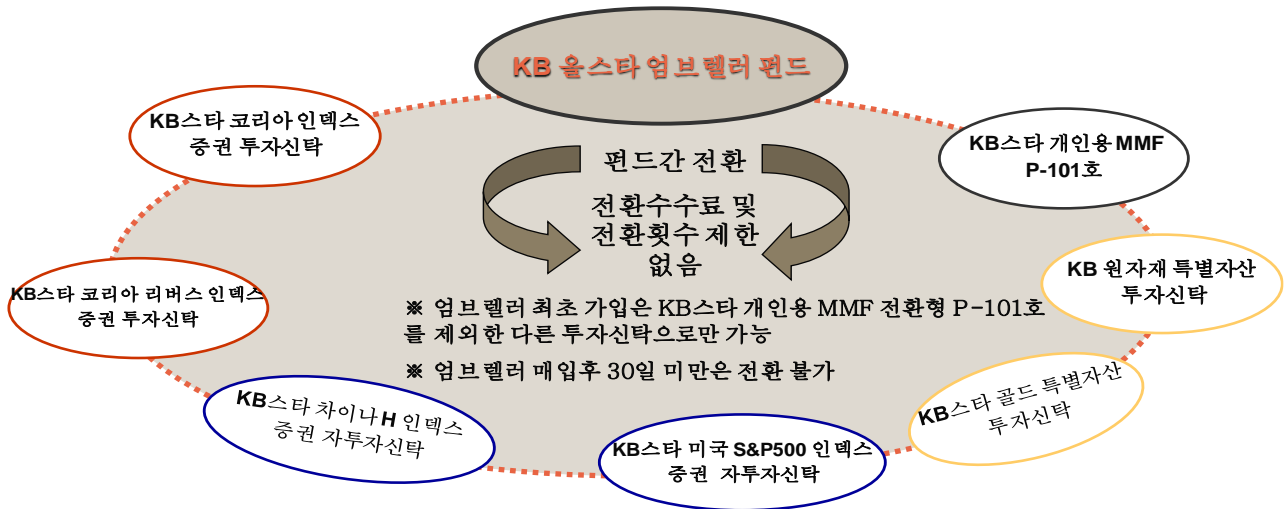 KB 올스타 엄브렐러 펀드
KB스타 코리아 인덱스
증권 투자신탁
KB스타 개인용 MMF
P-101호
펀드간 전환
전환수수료 및
전환횟수 제한
없음
KB 원자재 특별자산
투자신탁
KB스타 코리아 리버스 인덱스
증권 투자신탁
※ 엄브렐러 최초 가입은 KB스타 개인용 MMF 전환형 P-101호
를 제외한 다른 투자신탁으로만 가능
※ 엄브렐러 매입후 30일 미만은 전환 불가
KB스타 차이나 H 인덱스
증권 자투자신탁
KB스타 미국 S&P500 인덱스
증권 자투자신탁
KB스타 골드 특별자산
투자신탁